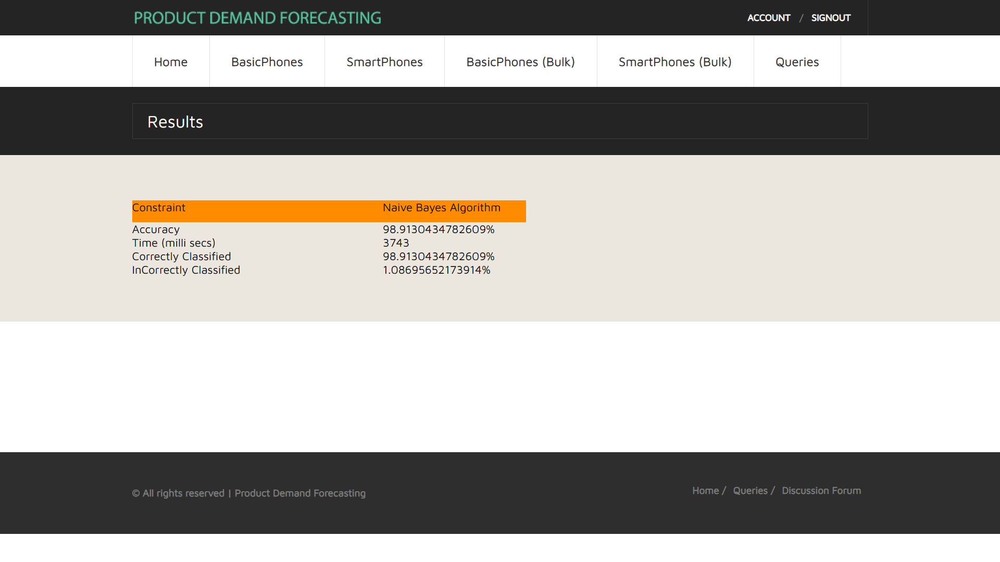 PRODUCT DEMAND FORECASTING
ACCOUNT / SIGNOUT
Home BasicPhones SmartPhones BasicPhones (Bulk) SmartPhones (Bulk) Queries
Results
Constraint Naive Bayes Algorithm
Accuracy 98.9130434782609%
Time (milli secs) 3743
Correctly Classified 98.9130434782609%
InCorrectly Classified 1.08695652173914%
© All rights reserved | Product Demand Forecasting
Home / Queries / Discussion Forum